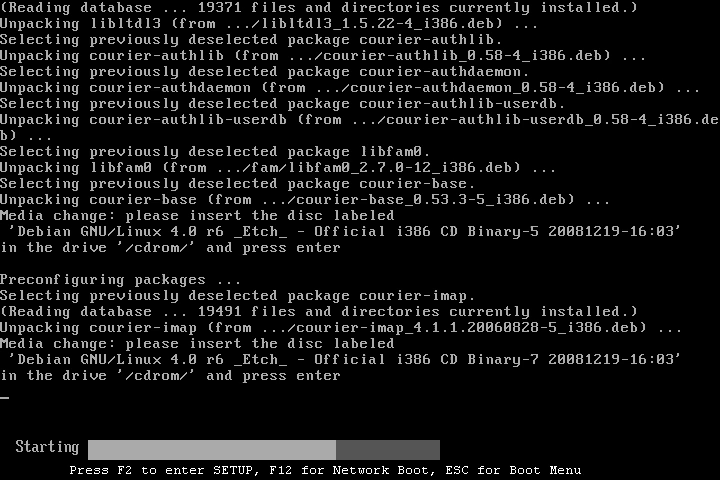 (Reading database ... 19371 files and directories currently installed.)
Unpacking libltdl3 (from .../libltdl3_1.5.22-4_i386.deb) ...
Selecting previously deselected package courier-authlib.
Unpacking courier-authlib (from .../courier-authlib_0.58-4_i386.deb) ...
Selecting previously deselected package courier-authdaemon.
Unpacking courier-authdaemon (from .../courier-authdaemon_0.58-4_i386.deb) ...
Selecting previously deselected package courier-authlib-userdb.
Unpacking courier-authlib-userdb (from .../courier-authlib-userdb_0.58-4_i386.de
b) ...
Selecting previously deselected package libfam0.
Unpacking libfam0 (from .../fam/libfam0_2.7.0-12_i386.deb) ...
Selecting previously deselected package courier-base.
Unpacking courier-base (from .../courier-base_0.53.3-5_i386.deb) ...
Media change: please insert the disc labeled
 'Debian GNU/Linux 4.0 r6 _Etch_ - Official i386 CD Binary-5 20081219-16:03'
in the drive '/cdrom/' and press enter
Preconfiguring packages ...
Selecting previously deselected package courier-imap.
(Reading database ... 19491 files and directories currently installed.)
Unpacking courier-imap (from .../courier-imap_4.1.1.20060828-5_i386.deb) ...
Media change: please insert the disc labeled
 'Debian GNU/Linux 4.0 r6 _Etch_ - Official i386 CD Binary-7 20081219-16:03'
in the drive '/cdrom/' and press enter
Starting
Press F2 to enter SETUP, F12 for Network Boot, ESC for Boot Menu